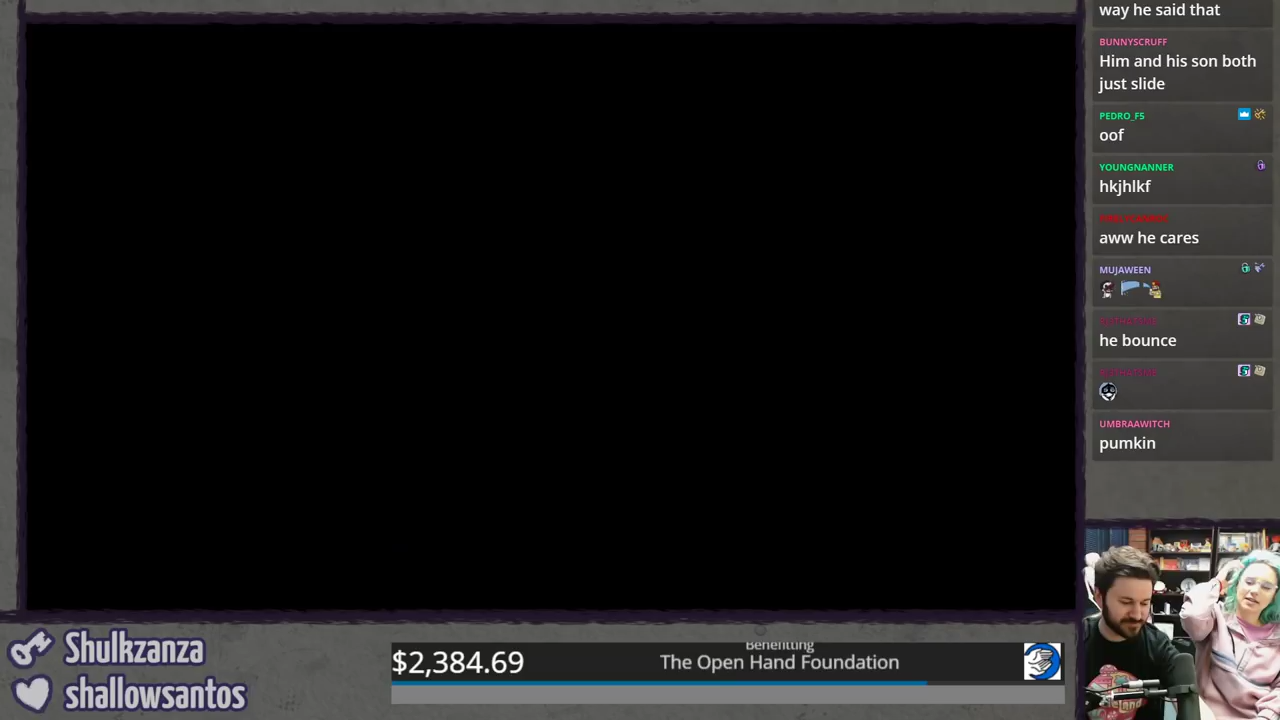 way he said that
BUNNYSCRUFF
Him and his son both
just slide
PEDRO_F5
oof
YOUNGNANNER
hkjhlkf
aww he cares
MUJAWEEN
he bounce
UMBRAAWITCH
pumkin
Shulkzanza
shallowsantos
$2,384.69
Benefitting
The Open Hand Foundation